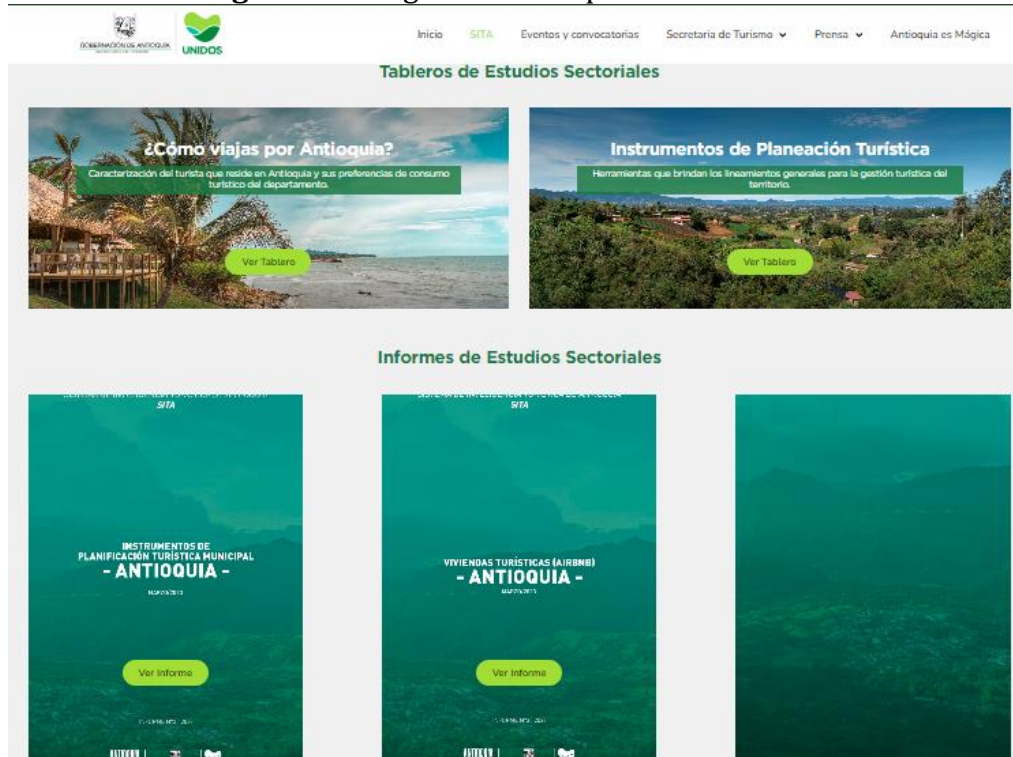 GOBERNACIÓN DE ANTIOQUIA
UNIDOS
Inicio SITA Eventos y convocatorias Secretaria de Turismo Prensa Antioquia es Mágica
Tableros de Estudios Sectoriales
¿Cómo viajas por Antioquia?
Caracterización del turista que reside en Antioquia y sus preferencias de consumo
turístico del departamento.
Ver Tablero
Instrumentos de Planeación Turística
Herramientas que brindan los lineamientos generales para la gestión turística del
territorio.
Ver Tablero
Informes de Estudios Sectoriales
SITA
INSTRUMENTOS DE
PLANIFICACIÓN TURÍSTICA MUNICIPAL
- ANTIOQUIA -
Ver Informe
SITA
VIVIENDAS TURÍSTICAS (AIRBNB)
- ANTIOQUIA -
Ver Informe